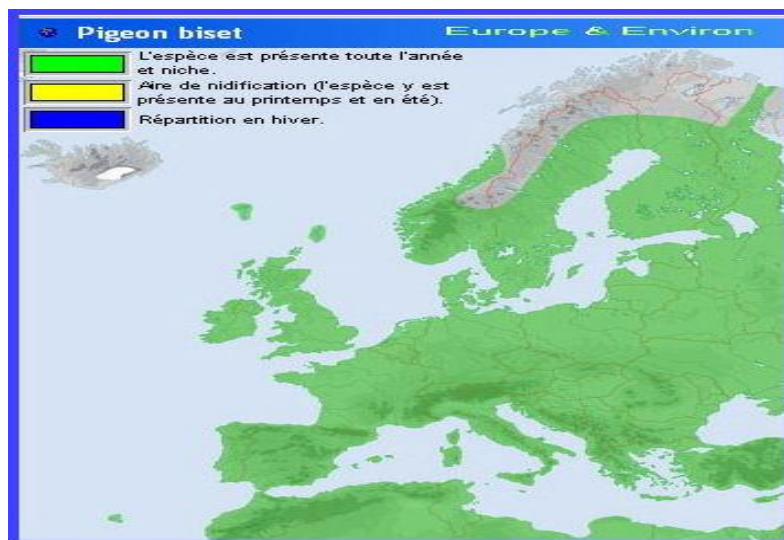 Pigeon biset
Europe & Environ
L'espèce est présente toute l'année
et niche.
Aire de nidification (l'espèce y est
présente au printemps et en été).
Répartition en hiver.